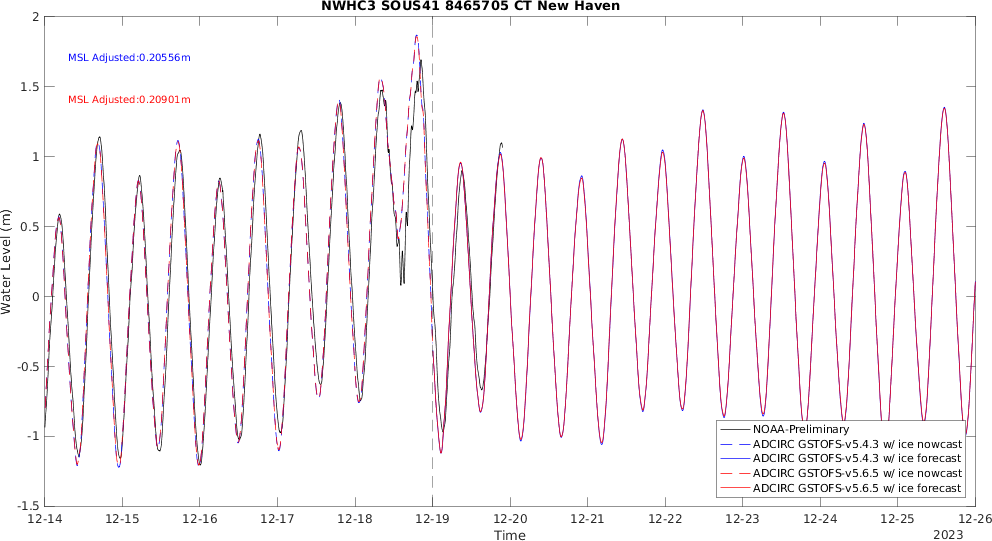 NWHC3 SOUS41 8465705 CT New Haven
2
1.5
1
0.5
0
-0.5
-1
-1.5
Water Level (m)
MSL Adjusted:0.20556m
MSL Adjusted:0.20901m
NOAA-Preliminary
ADCIRC GSTOFS-v5.4.3 w/ ice nowcast
ADCIRC GSTOFS-v5.4.3 w/ ice forecast
ADCIRC GSTOFS-v5.6.5 w/ ice nowcast
ADCIRC GSTOFS-v5.6.5 w/ ice forecast
12-14 12-15 12-16 12-17 12-18 12-19 12-20 12-21 12-22 12-23 12-24 12-25 12-26
Time
2023